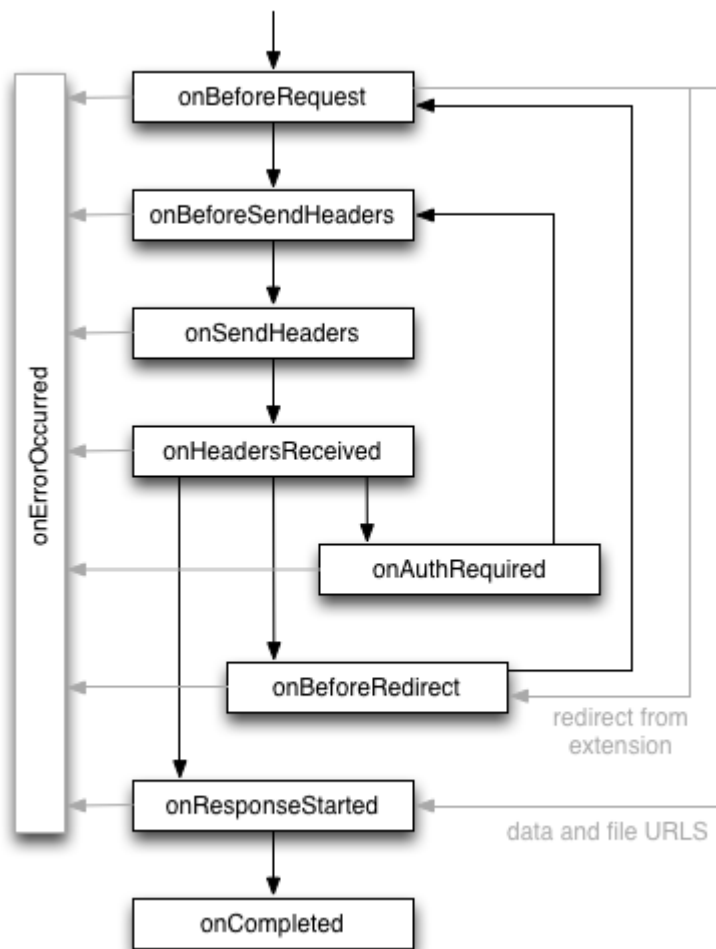 onBeforeRequest
onBeforeSendHeaders
onSendHeaders
onErrorOccurred
onHeadersReceived
onAuthRequired
onBeforeRedirect
redirect from
extension
onResponseStarted
data and file URLS
onCompleted